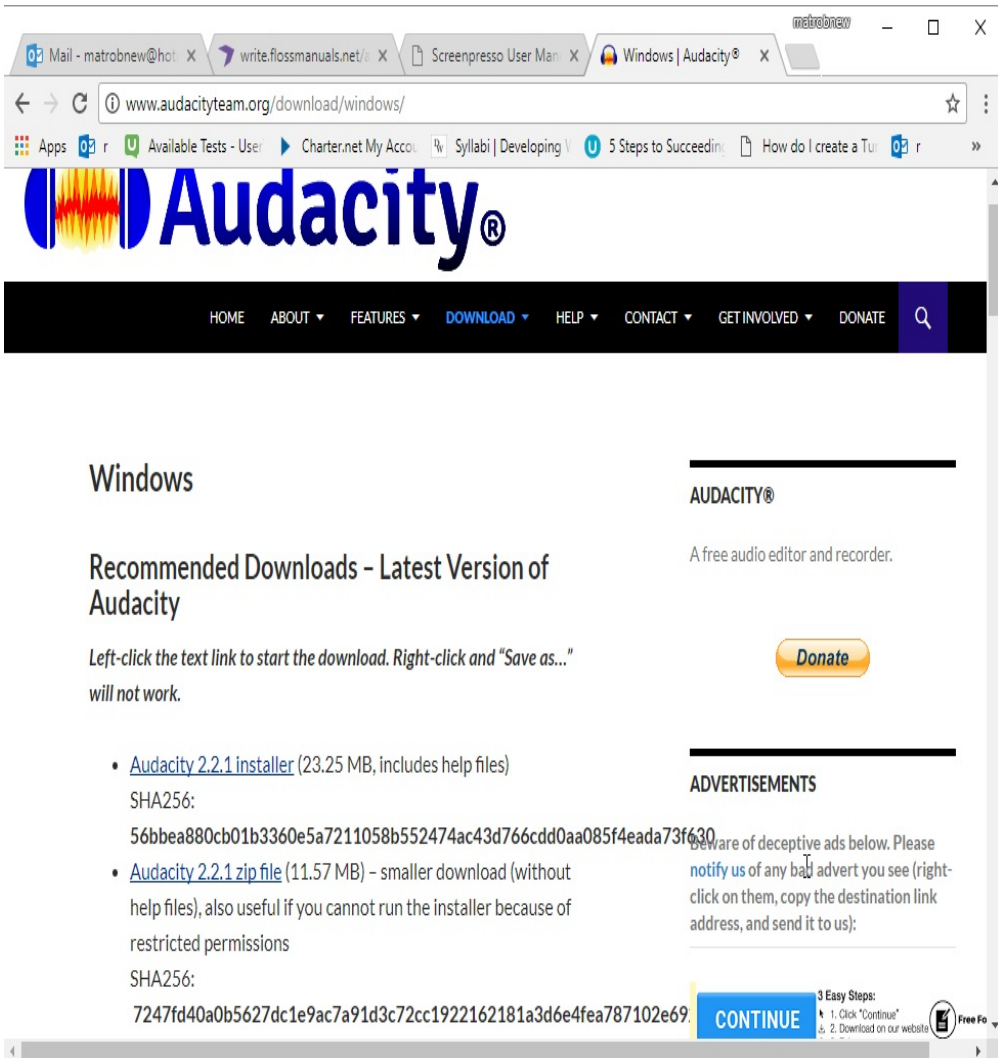 matrobnew
Mail - matrobnew@hot
write.flossmanuals.net/a
Screenpresso User Man
Windows | Audacity®
www.audacityteam.org/download/windows/
Apps r Available Tests - User Charter.net My Accou Syllabi | Developing V 5 Steps to Succeeding How do I create a Tur r »
Audacity®
HOME ABOUT FEATURES DOWNLOAD HELP CONTACT GET INVOLVED DONATE
Windows
Recommended Downloads – Latest Version of
Audacity
Left-click the text link to start the download. Right-click and “Save as…”
will not work.
• Audacity 2.2.1 installer (23.25 MB, includes help files)
SHA256:
56bbea880cb01b3360e5a7211058b552474ac43d766cdd0aa085f4eada73f630
• Audacity 2.2.1 zip file (11.57 MB) – smaller download (without
help files), also useful if you cannot run the installer because of
restricted permissions
SHA256:
7247fd40a0b5627dc1e9ac7a91d3c72cc1922162181a3d6e4fea787102e69
AUDACITY®
A free audio editor and recorder.
Donate
ADVERTISEMENTS
Beware of deceptive ads below. Please
notify us of any bad advert you see (right-
click on them, copy the destination link
address, and send it to us):
CONTINUE
3 Easy Steps:
1. Click "Continue"
2. Download on our website
Free Fo